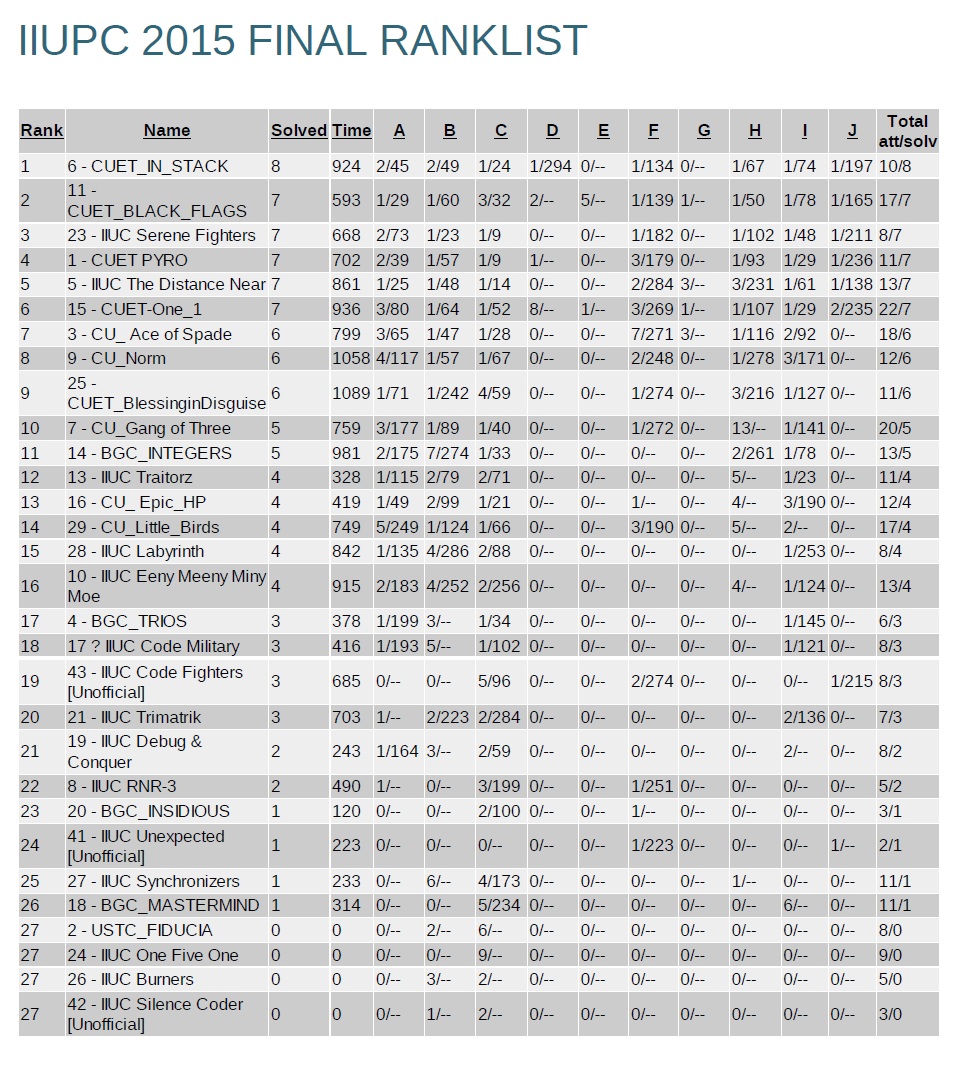 IIUPC 2015 FINAL RANKLIST
Rank Name Solved Time A B C D E F G H I J Total att/solv
1 6 - CUET_IN_STACK 8 924 2/45 2/49 1/24 1/294 0/-- 1/134 0/-- 1/67 1/74 1/197 10/8
2 11 - CUET_BLACK_FLAGS 7 593 1/29 1/60 3/32 2/-- 5/-- 1/139 1/-- 1/50 1/78 1/165 17/7
3 23 - IIUC Serene Fighters 7 668 2/73 1/23 1/9 0/-- 0/-- 1/182 0/-- 1/102 1/48 1/211 8/7
4 1 - CUET PYRO 7 702 2/39 1/57 1/9 1/-- 0/-- 3/179 0/-- 1/93 1/29 1/236 11/7
5 5 - IIUC The Distance Near 7 861 1/25 1/48 1/14 0/-- 0/-- 2/284 3/-- 3/231 1/61 1/138 13/7
6 15 - CUET-One_1 7 936 3/80 1/64 1/52 8/-- 1/-- 3/269 1/-- 1/107 1/29 2/235 22/7
7 3 - CU_ Ace of Spade 6 799 3/65 1/47 1/28 0/-- 0/-- 7/271 3/-- 1/116 2/92 0/-- 18/6
8 9 - CU_Norm 6 1058 4/117 1/57 1/67 0/-- 0/-- 2/248 0/-- 1/278 3/171 0/-- 12/6
9 25 - CUET_BlessinginDisguise 6 1089 1/71 1/242 4/59 0/-- 0/-- 1/274 0/-- 3/216 1/127 0/-- 11/6
10 7 - CU_Gang of Three 5 759 3/177 1/89 1/40 0/-- 0/-- 1/272 0/-- 13/-- 1/141 0/-- 20/5
11 14 - BGC_INTEGERS 5 981 2/175 7/274 1/33 0/-- 0/-- 0/-- 0/-- 2/261 1/78 0/-- 13/5
12 13 - IIUC Traitorz 4 328 1/115 2/79 2/71 0/-- 0/-- 0/-- 0/-- 5/-- 1/23 0/-- 11/4
13 16 - CU_ Epic_HP 4 419 1/49 2/99 1/21 0/-- 0/-- 1/-- 0/-- 4/-- 3/190 0/-- 12/4
14 29 - CU_Little_Birds 4 749 5/249 1/124 1/66 0/-- 0/-- 3/190 0/-- 5/-- 2/-- 0/-- 17/4
15 28 - IIUC Labyrinth 4 842 1/135 4/286 2/88 0/-- 0/-- 0/-- 0/-- 0/-- 1/253 0/-- 8/4
16 10 - IIUC Eeny Meeny Miny Moe 4 915 2/183 4/252 2/256 0/-- 0/-- 0/-- 0/-- 4/-- 1/124 0/-- 13/4
17 4 - BGC_TRIOS 3 378 1/199 3/-- 1/34 0/-- 0/-- 0/-- 0/-- 0/-- 1/145 0/-- 6/3
18 17 ? IIUC Code Military 3 416 1/193 5/-- 1/102 0/-- 0/-- 0/-- 0/-- 0/-- 1/121 0/-- 8/3
19 43 - IIUC Code Fighters [Unofficial] 3 685 0/-- 0/-- 5/96 0/-- 0/-- 2/274 0/-- 0/-- 0/-- 1/215 8/3
20 21 - IIUC Trimatrik 3 703 1/-- 2/223 2/284 0/-- 0/-- 0/-- 0/-- 0/-- 2/136 0/-- 7/3
21 19 - IIUC Debug & Conquer 2 243 1/164 3/-- 2/59 0/-- 0/-- 0/-- 0/-- 0/-- 2/-- 0/-- 8/2
22 8 - IIUC RNR-3 2 490 1/-- 0/-- 3/199 0/-- 0/-- 1/251 0/-- 0/-- 0/-- 0/-- 5/2
23 20 - BGC_INSIDIOUS 1 120 0/-- 0/-- 2/100 0/-- 0/-- 1/-- 0/-- 0/-- 0/-- 0/-- 3/1
24 41 - IIUC Unexpected [Unofficial] 1 223 0/-- 0/-- 0/-- 0/-- 0/-- 1/223 0/-- 0/-- 0/-- 1/-- 2/1
25 27 - IIUC Synchronizers 1 233 0/-- 6/-- 4/173 0/-- 0/-- 0/-- 0/-- 1/-- 0/-- 0/-- 11/1
26 18 - BGC_MASTERMIND 1 314 0/-- 0/-- 5/234 0/-- 0/-- 0/-- 0/-- 0/-- 6/-- 0/-- 11/1
27 2 - USTC_FIDUCIA 0 0 0/-- 2/-- 6/-- 0/-- 0/-- 0/-- 0/-- 0/-- 0/-- 0/-- 8/0
27 24 - IIUC One Five One 0 0 0/-- 0/-- 9/-- 0/-- 0/-- 0/-- 0/-- 0/-- 0/-- 0/-- 9/0
27 26 - IIUC Burners 0 0 0/-- 3/-- 2/-- 0/-- 0/-- 0/-- 0/-- 0/-- 0/-- 0/-- 5/0
27 42 - IIUC Silence Coder [Unofficial] 0 0 0/-- 1/-- 2/-- 0/-- 0/-- 0/-- 0/-- 0/-- 0/-- 0/-- 3/0